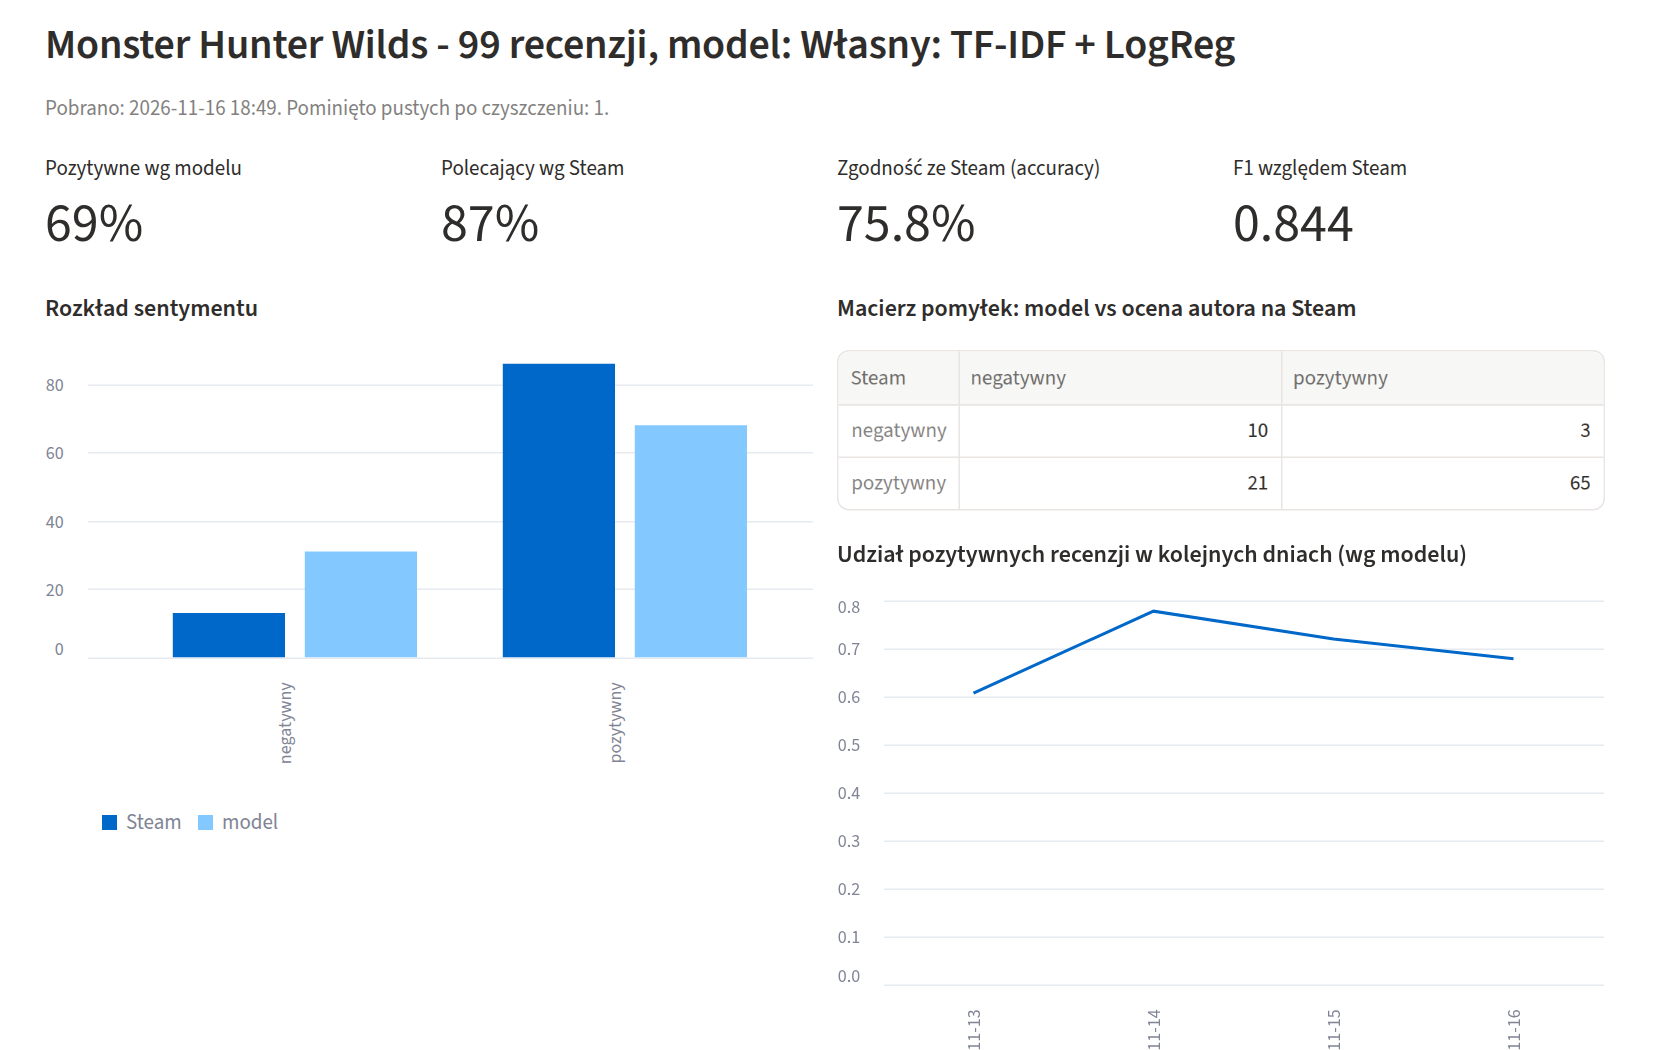 Monster Hunter Wilds - 99 recenzji, model: Własny: TF-IDF + LogReg
Pobrano: 2026-11-16 18:49. Pominięto pustych po czyszczeniu: 1.
Pozytywne wg modelu
69%
Polecający wg Steam
87%
Zgodność ze Steam (accuracy)
75.8%
F1 względem Steam
0.844
Rozkład sentymentu
80
60
40
20
0
negatywny
pozytywny
Steam model
Macierz pomyłek: model vs ocena autora na Steam
Steam negatywny pozytywny
negatywny 10 3
pozytywny 21 65
Udział pozytywnych recenzji w kolejnych dniach (wg modelu)
0.8
0.7
0.6
0.5
0.4
0.3
0.2
0.1
0.0
11-13
11-14
11-15
11-16